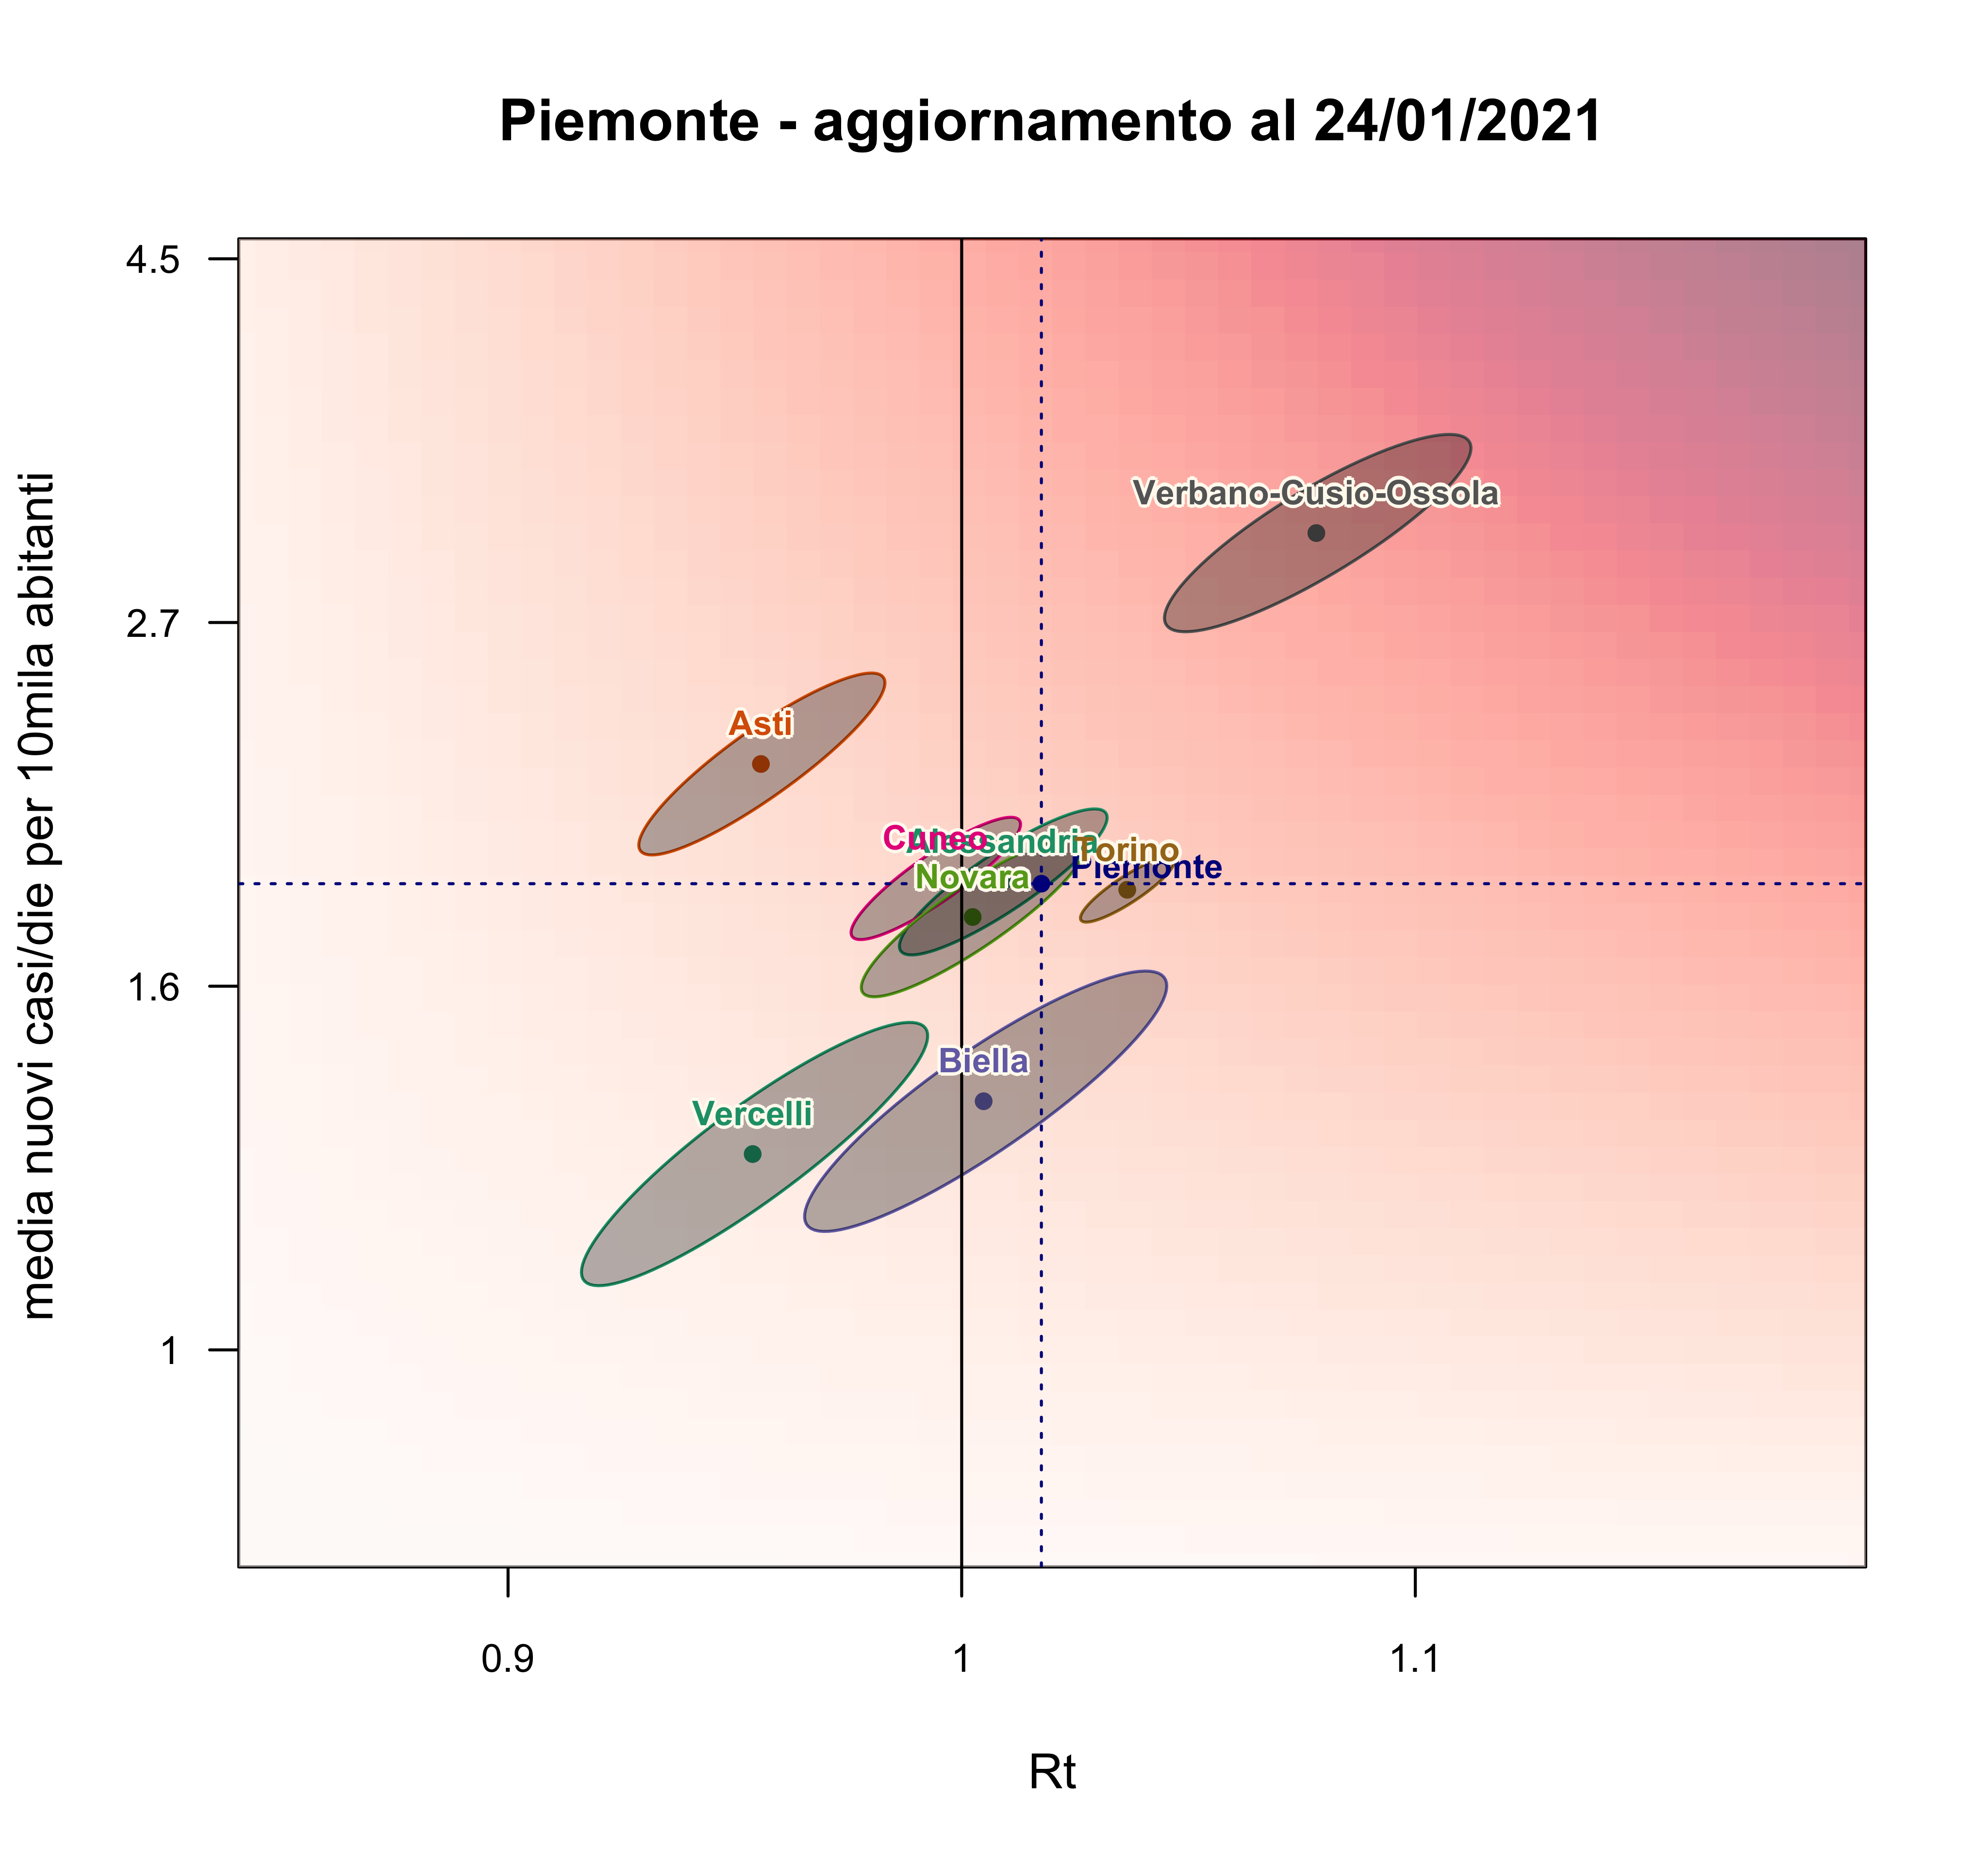 Piemonte - aggiornamento al 24/01/2021
media nuovi casi/die per 10mila abitanti
4.5
2.7
1.6
1
Verbano-Cusio-Ossola
Asti
Cuneo
Alessandria
Torino
Piemonte
Novara
Biella
Vercelli
0.9
1
1.1
Rt